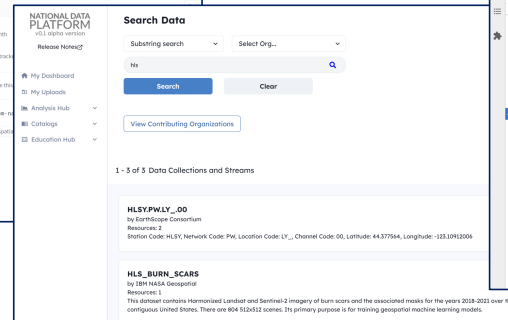 NATIONAL DATA
PLATFORM
v0.1 alpha version
Release Notes
My Dashboard
My Uploads
Analysis Hub
Catalogs
Education Hub
Search Data
Substring search
Select Org...
hls
Search
Clear
View Contributing Organizations
1 - 3 of 3 Data Collections and Streams
HLSY.PW.LY_.00
by EarthScope Consortium
Resources: 2
Station Code: HLSY, Network Code: PW, Location Code: LY_, Channel Code: 00, Latitude: 44.377564, Longitude: -123.10912006
HLS_BURN_SCARS
by IBM NASA Geospatial
Resources: 1
This dataset contains Harmonized Landsat and Sentinel-2 imagery of burn scars and the associated masks for the years 2018-2021 over
contiguous United States. There are 804 512x512 scenes. Its primary purpose is for training geospatial machine learning models.